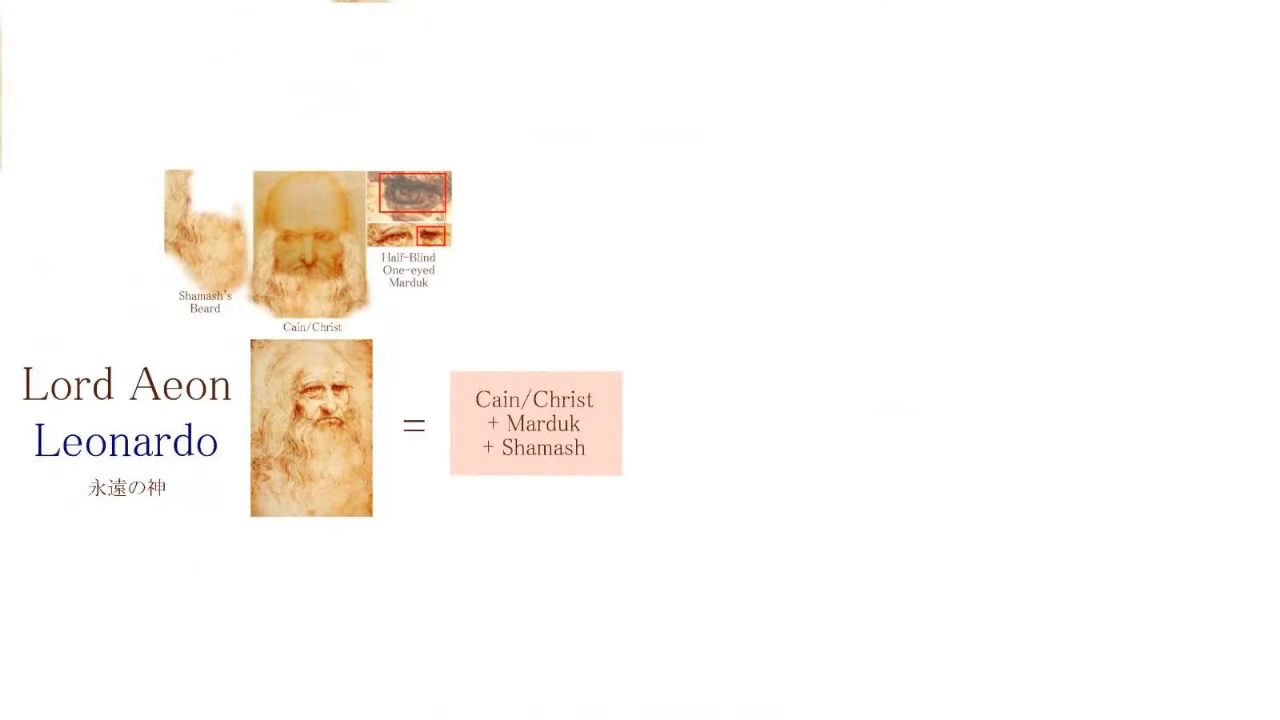 Shamash's
Beard
Cain/Christ
Half-Blind
One-eyed
Marduk
Lord Aeon
Leonardo
永遠の神
=
Cain/Christ
+ Marduk
+ Shamash